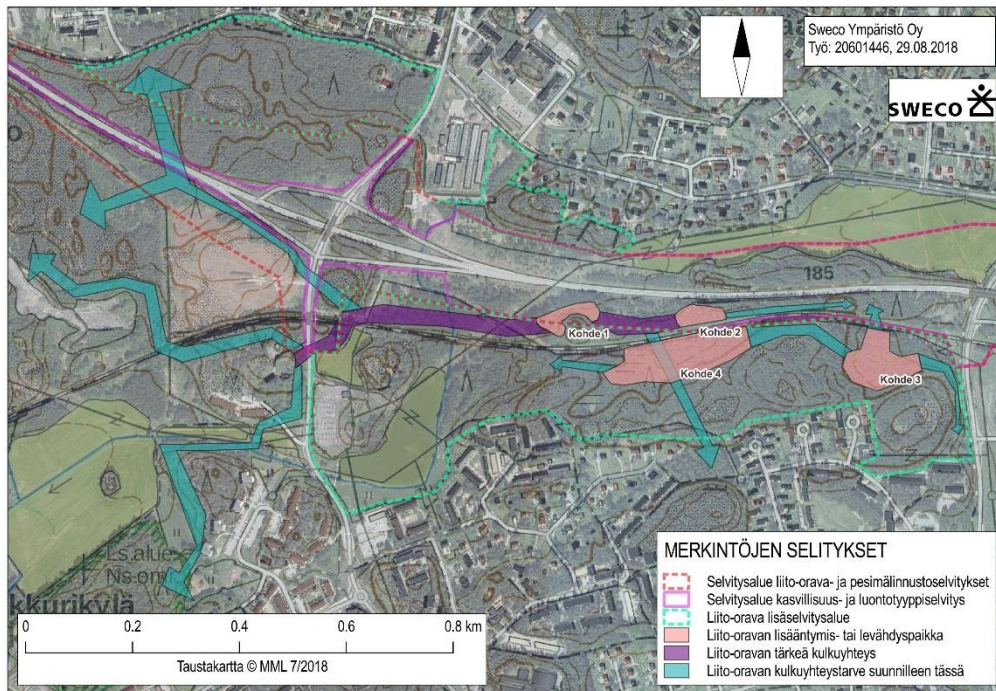 Sweco Ympäristö Oy
Työ: 20601446, 29.08.2018
SWECO
185
Kohde 1
Kohde 2
Kohde 4
Kohde 3
Ls.alue
Ns.omr
kkurikylä
0 0.2 0.4 0.6 0.8 km
Taustakartta © MML 7/2018
MERKINTÖJEN SELITYKSET
Selvitysalue liito-orava- ja pesimälinnustoselvitykset
Selvitysalue kasvillisuus- ja luontotyyppiselvitys
Liito-orava lisäselvitysalue
Liito-oravan lisääntymis- tai levähdyspaikka
Liito-oravan tärkeä kulkuyhteys
Liito-oravan kulkuyhteystarve suunnilleen tässä